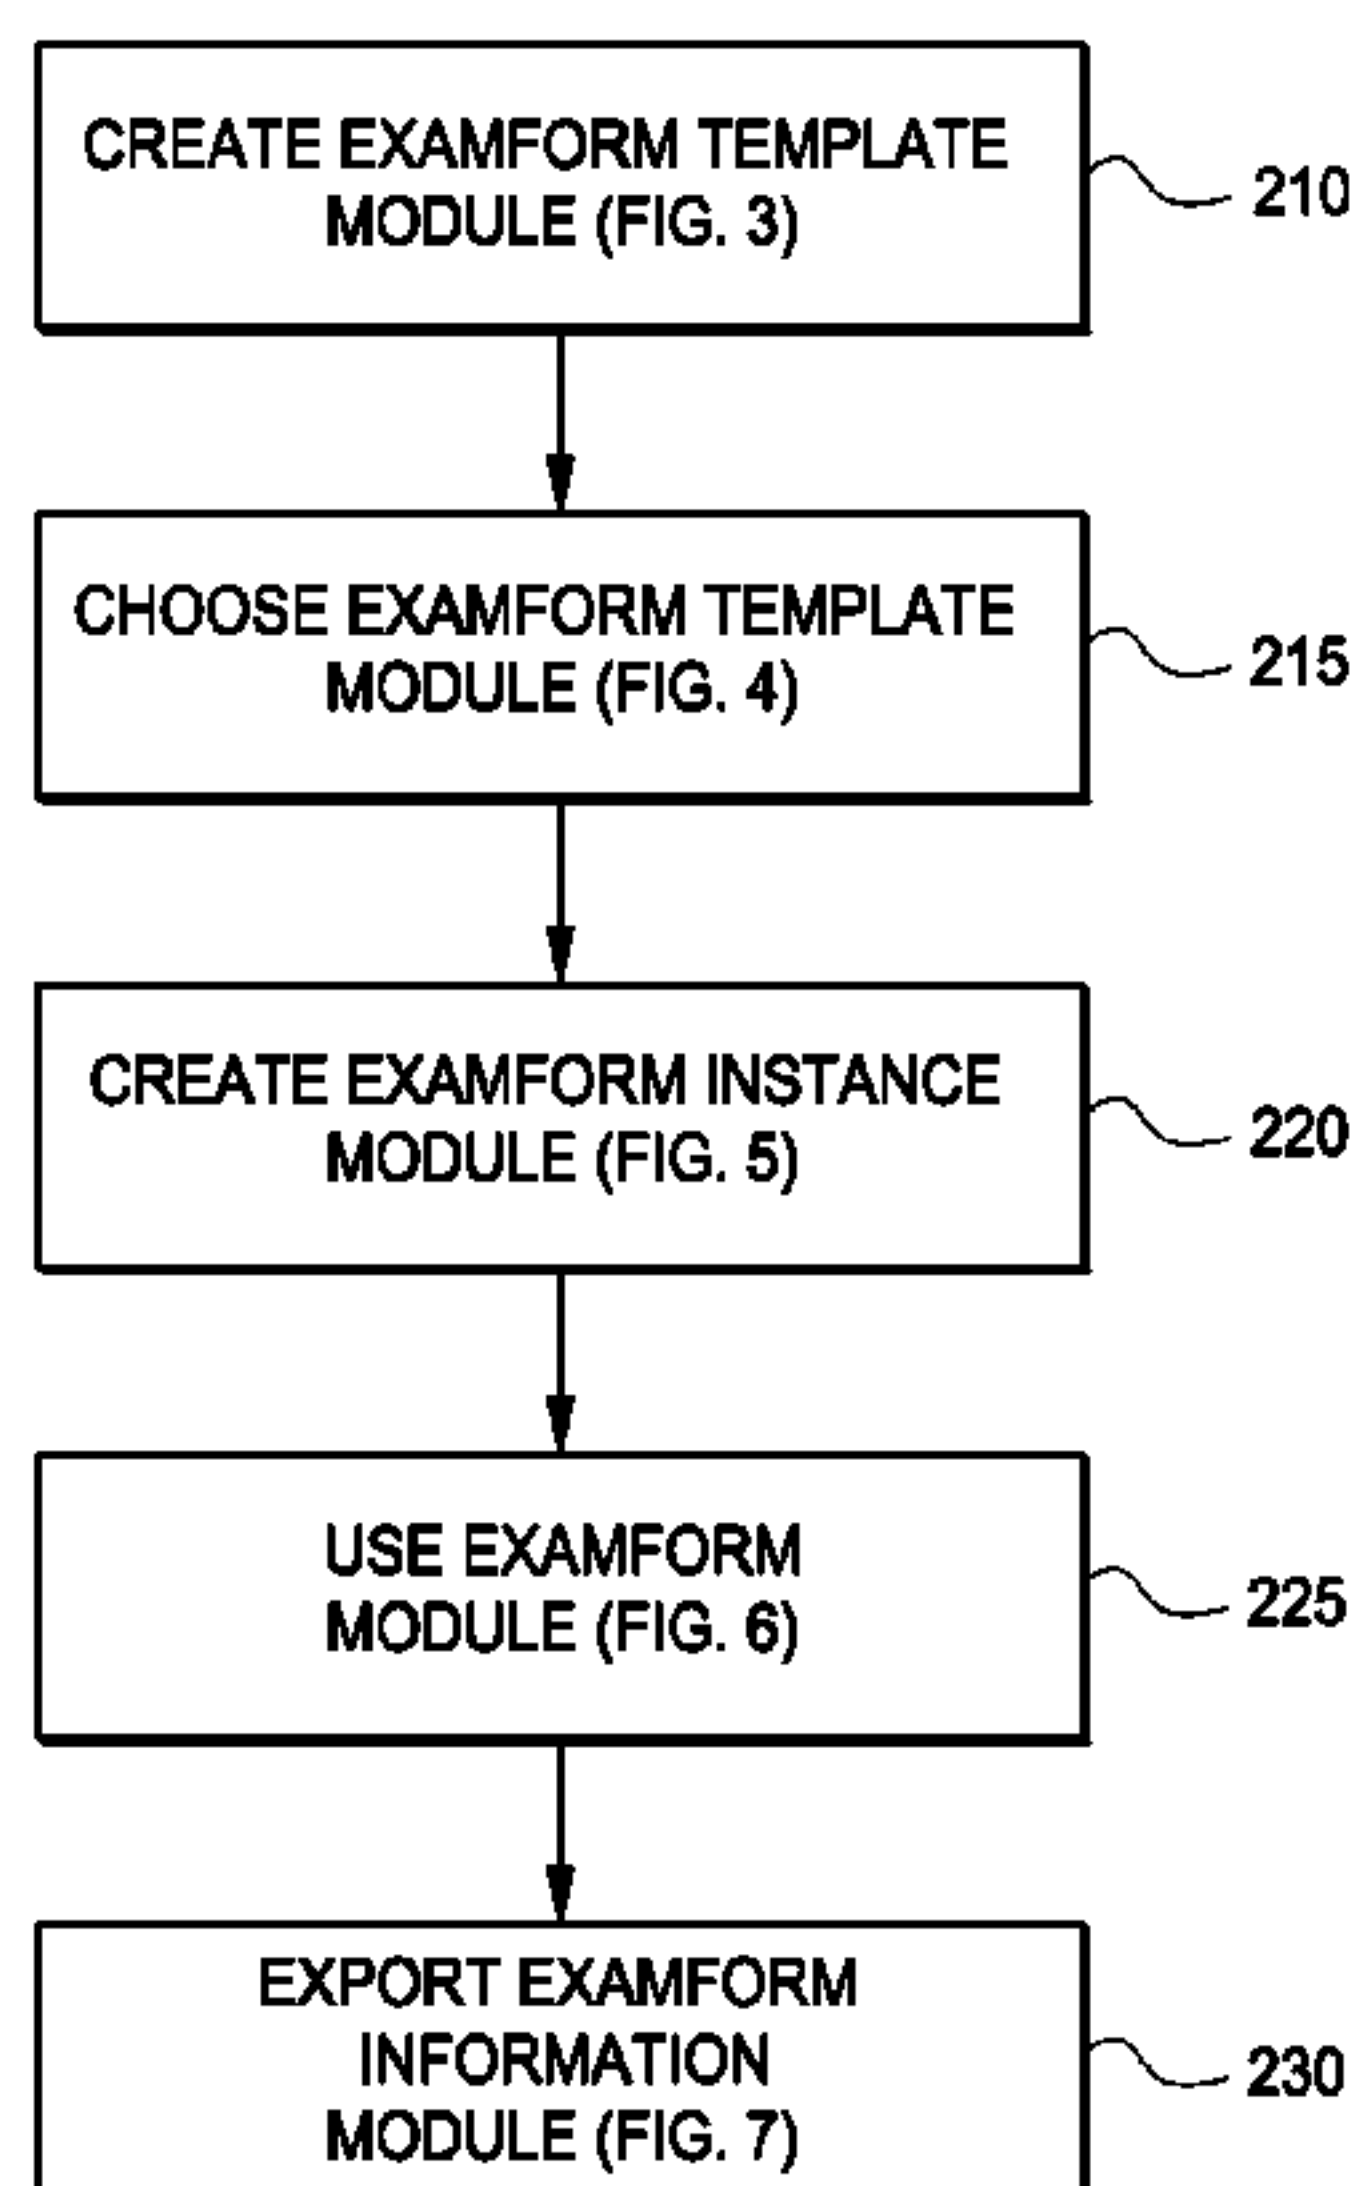 CREATE EXAMFORM TEMPLATE
MODULE (FIG. 3)
210
CHOOSE EXAMFORM TEMPLATE
MODULE (FIG. 4)
215
CREATE EXAMFORM INSTANCE
MODULE (FIG. 5)
220
USE EXAMFORM
MODULE (FIG. 6)
225
EXPORT EXAMFORM
INFORMATION
MODULE (FIG. 7)
230